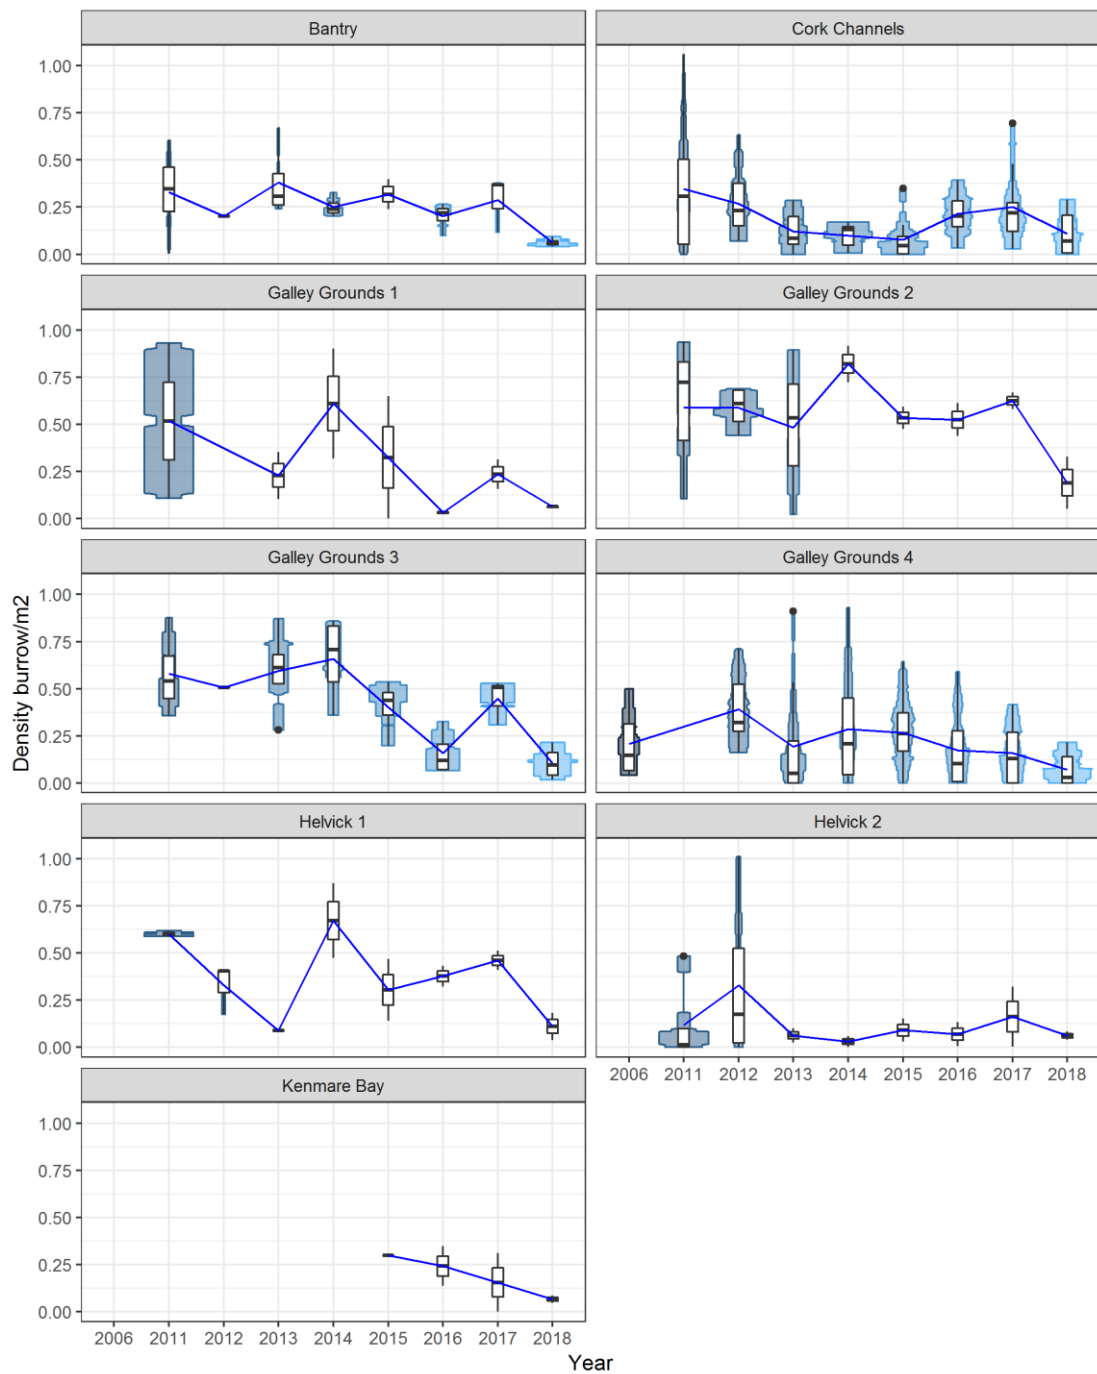 Bantry
Cork Channels
1.00
0.75
0.50
0.25
0.00
Galley Grounds 1
Galley Grounds 2
1.00
0.75
0.50
0.25
0.00
Galley Grounds 3
Galley Grounds 4
1.00
0.75
0.50
0.25
0.00
Density burrow/m2
Helvick 1
Helvick 2
1.00
0.75
0.50
0.25
0.00
2006 2011 2012 2013 2014 2015 2016 2017 2018
Kenmare Bay
1.00
0.75
0.50
0.25
0.00
2006 2011 2012 2013 2014 2015 2016 2017 2018
Year